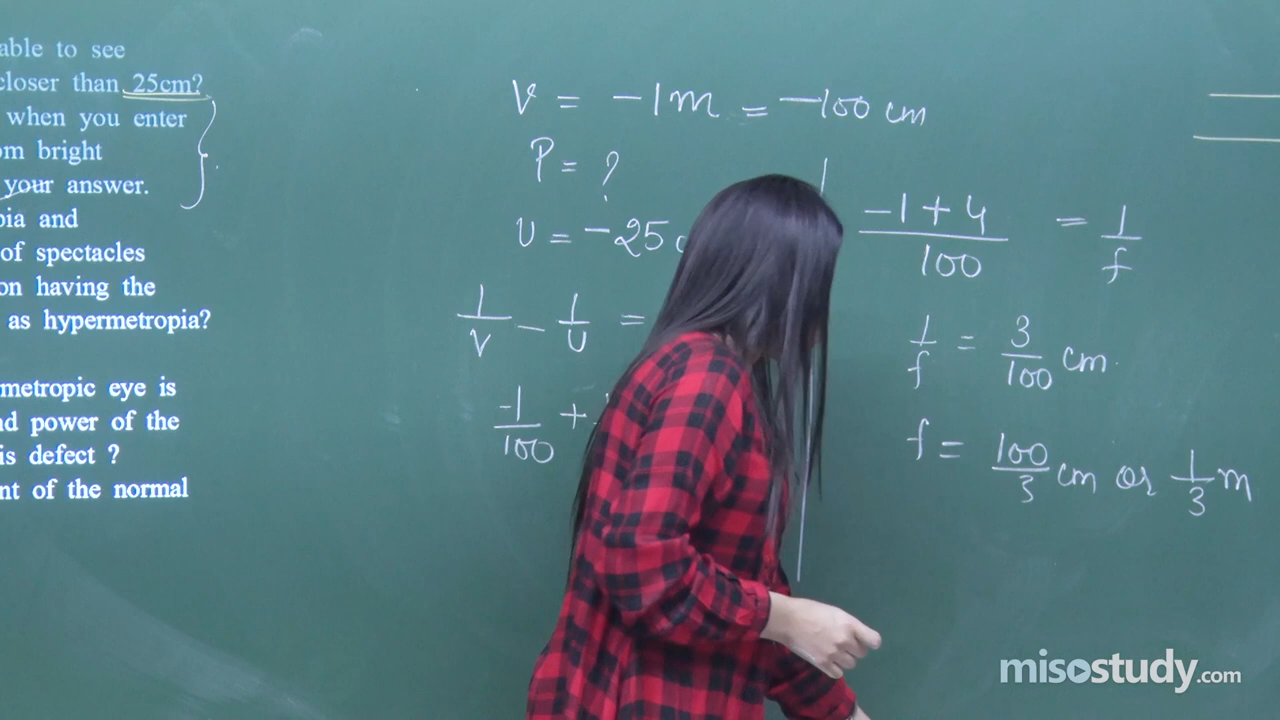 able to see
closer than 25cm?
when you enter
om bright
your answer.
pia and
of spectacles
on having the
as hypermetropia?
metropic eye is
nd power of the
is defect ?
nt of the normal
V = -1m = -100 cm
P = ?
U = -25
1/V - 1/U =
-1/100 +
-1+4/100 = 1/f
1/f = 3/100 cm
f = 100/3 cm or 1/3 m
misostudy.com